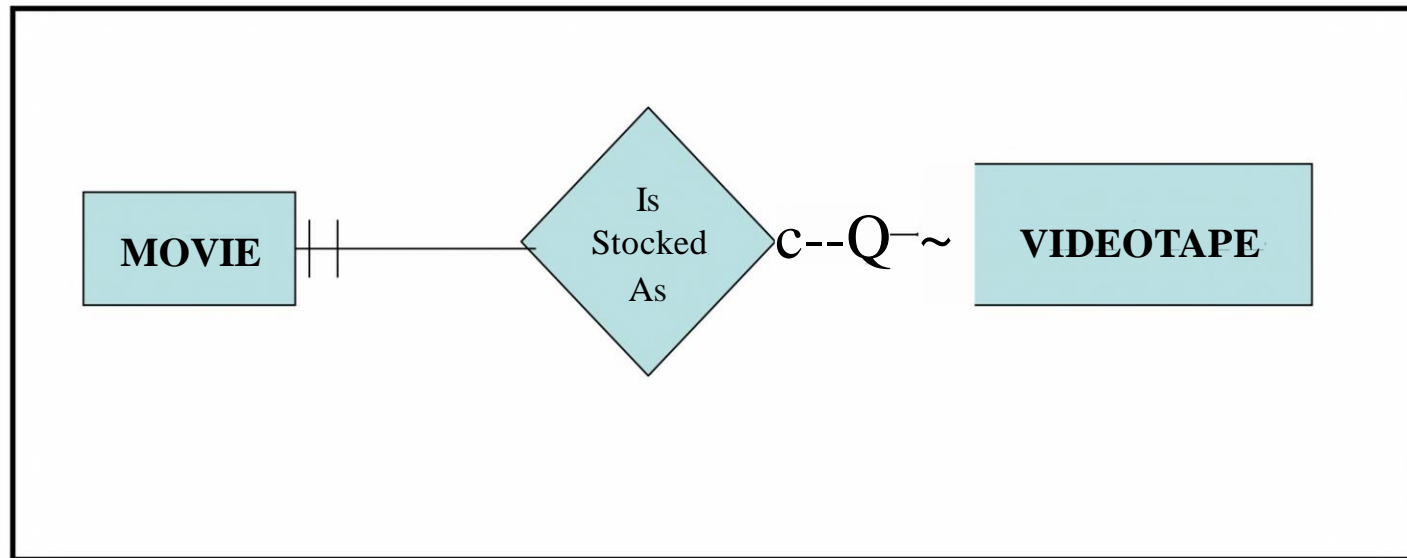 MOVIE
Is
Stocked
As
c--Q—~
VIDEOTAPE